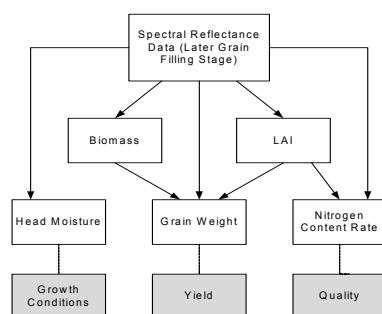 Spectral Reflectance
Data (Later Grain
Filling Stage)
Biomass
LAI
Head Moisture
Grain Weight
Nitrogen
Content Rate
Growth
Conditions
Yield
Quality